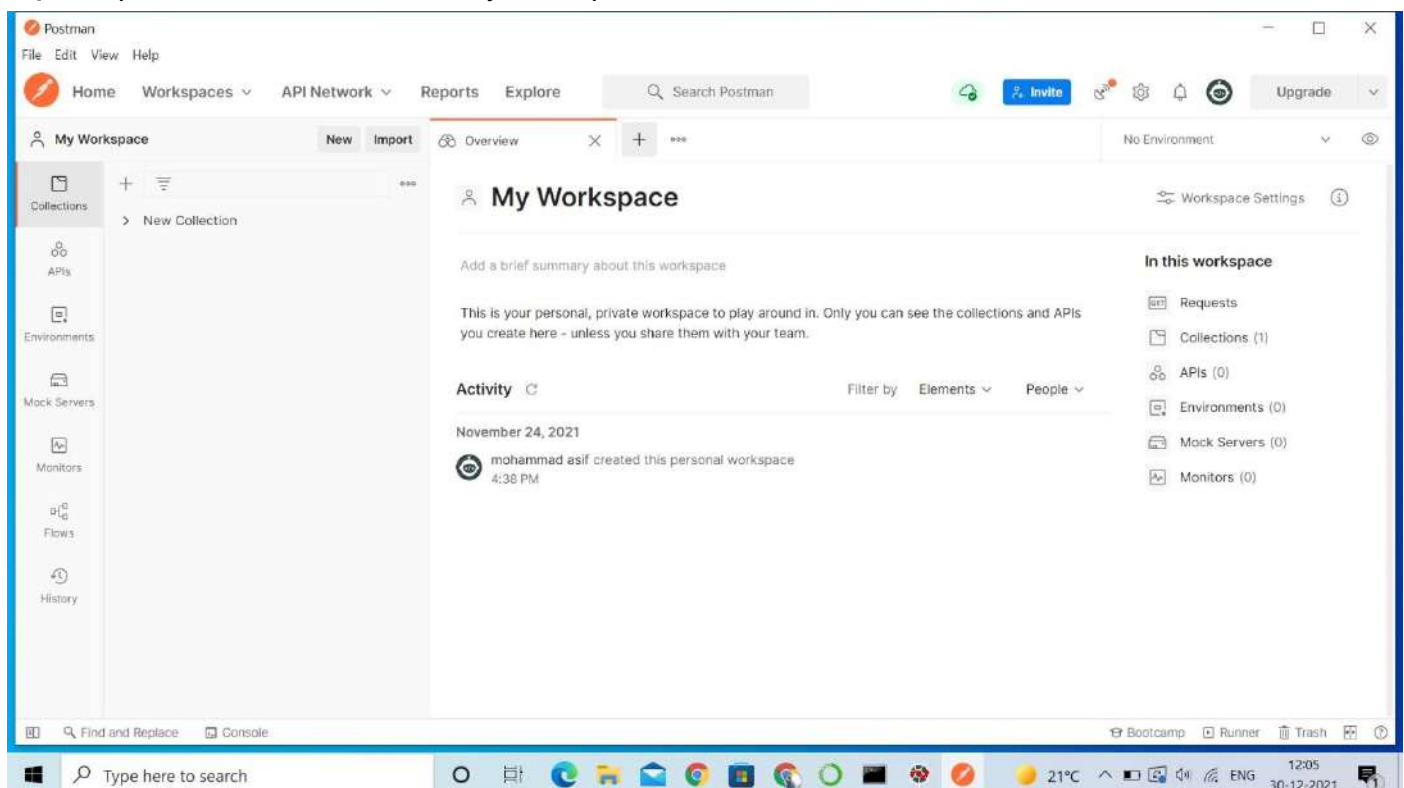 Postman
File Edit View Help
Home Workspaces API Network Reports Explore Search Postman Invite Upgrade
My Workspace New Import Overview No Environment
Collections
New Collection
APIs
Environments
Mock Servers
Monitors
Flows
History
My Workspace
Workspace Settings
Add a brief summary about this workspace
This is your personal, private workspace to play around in. Only you can see the collections and APIs
you create here - unless you share them with your team.
Activity Filter by Elements People
November 24, 2021
mohammad asif created this personal workspace
4:38 PM
In this workspace
GET Requests
Collections (1)
APIs (0)
Environments (0)
Mock Servers (0)
Monitors (0)
Find and Replace Console Bootcamp Runner Trash
Type here to search 21°C ENG 12:05
30-12-2021